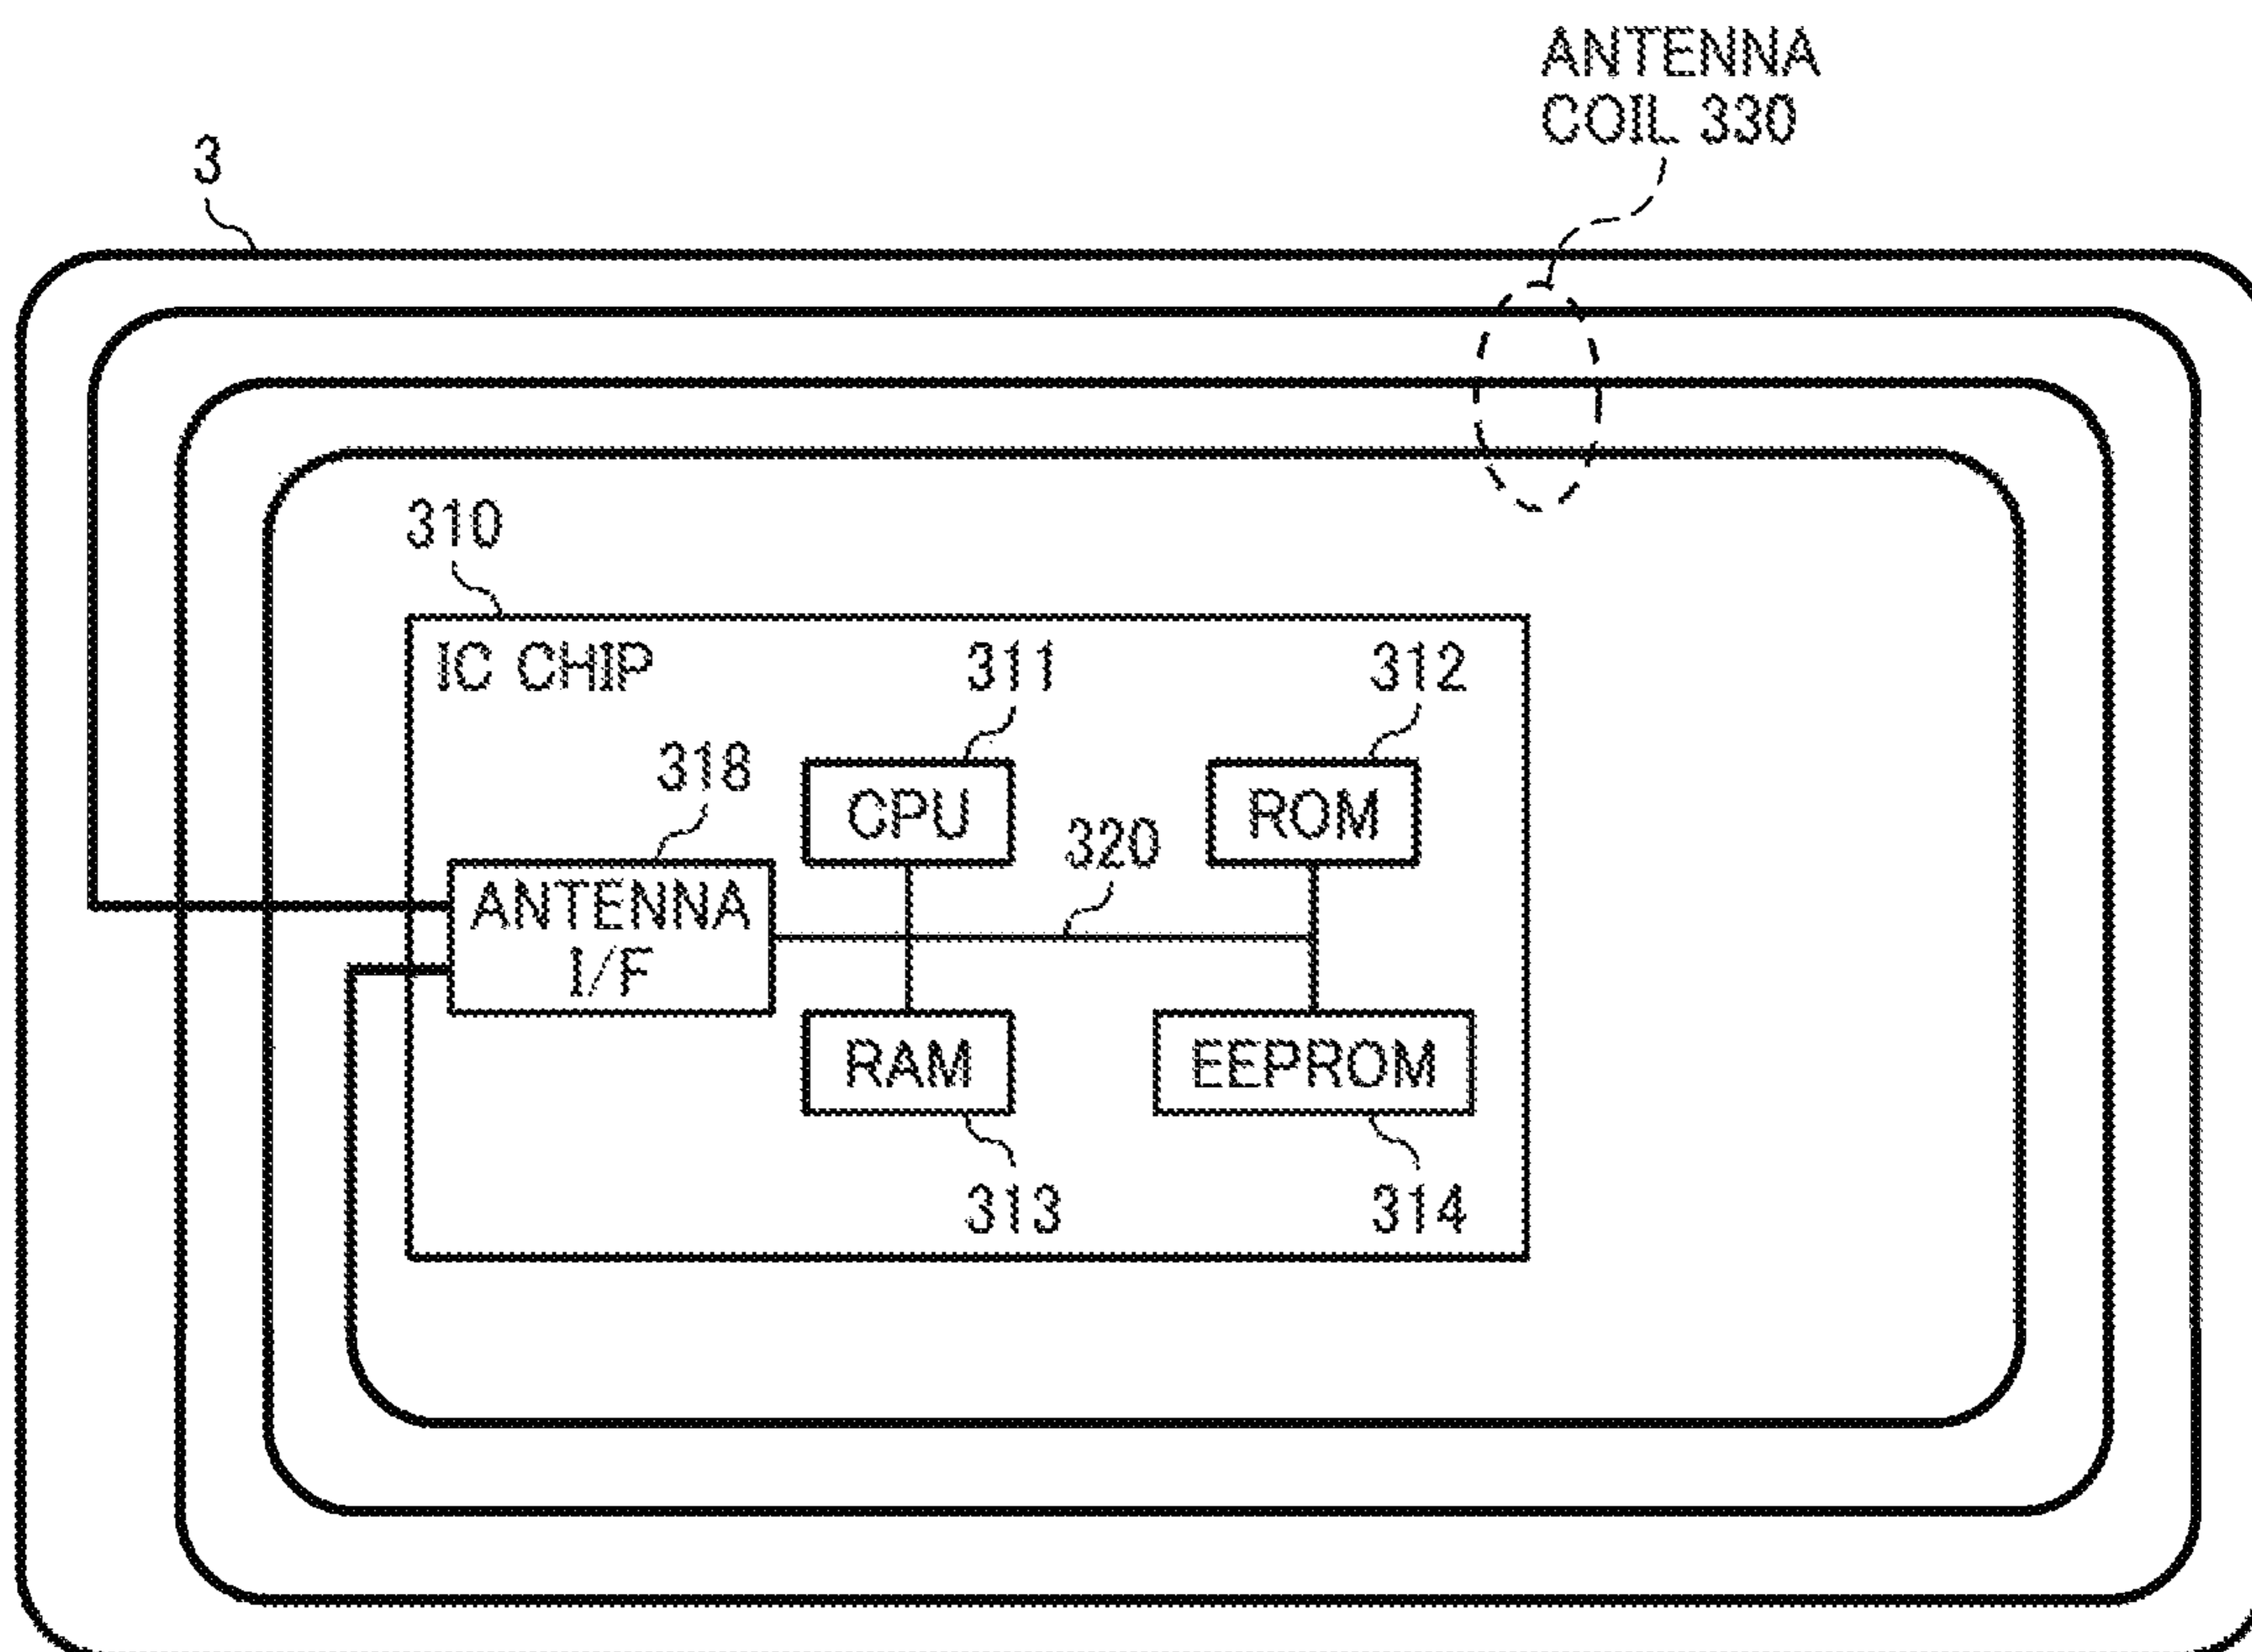 ANTENNA
COIL 330
3
310
IC CHIP
311
312
318
CPU
ROM
320
ANTENNA
I/F
RAM
EEPROM
313
314